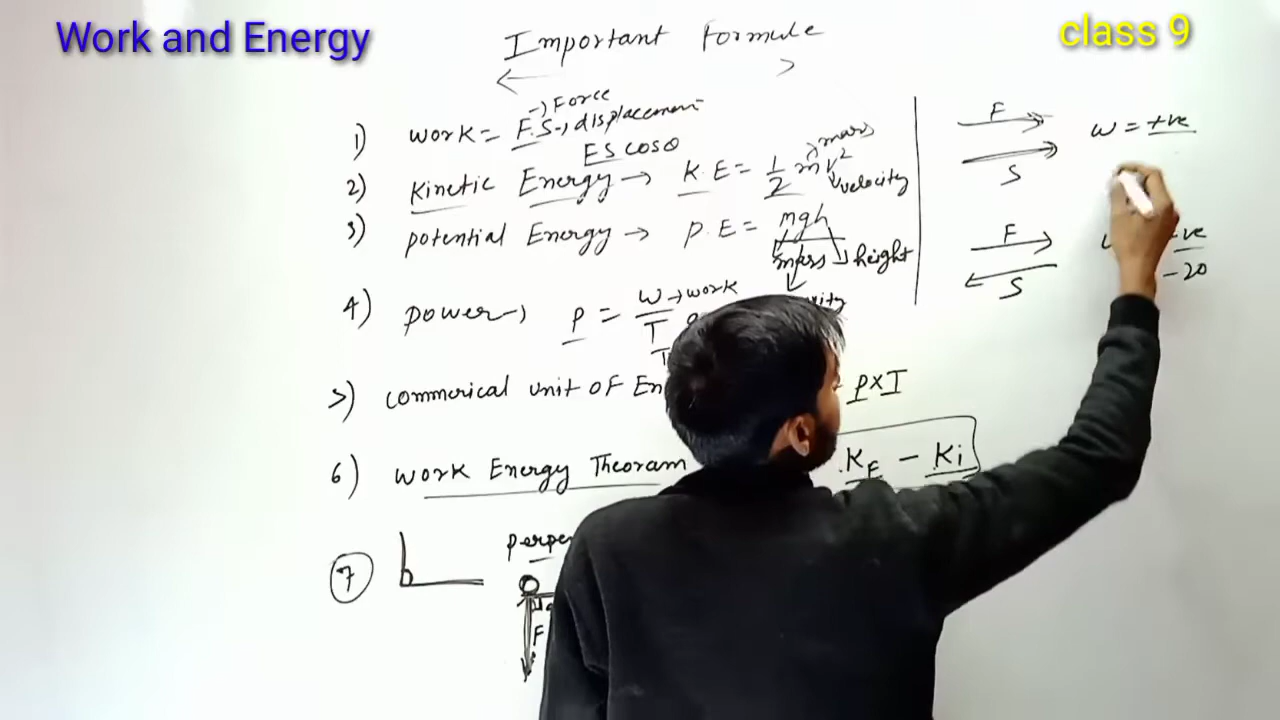 Work and Energy
class 9
Important Formule
1) work = F.S → displacement
→ Force
FS cosθ
2) Kinetic Energy → K.E = 1/2 mv²
mass
velocity
3) potential Energy → P.E = mgh
mass
height
4) power → P = W/T
→ work
5) commerical unit of En
P×T
6) work Energy Theoram
KF - Ki
7
F
F
S
w = +ve
F
S
-ve
-20